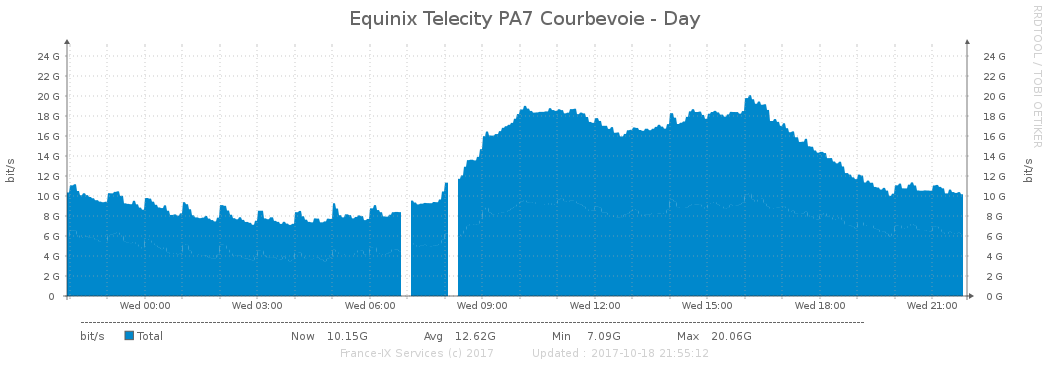 Equinix Telecity PA7 Courbevoie - Day
RRDTOOL / TOBI OETIKER
24 G 24 G
22 G 22 G
20 G 20 G
18 G 18 G
16 G 16 G
14 G 14 G
12 G 12 G
10 G 10 G
8 G 8 G
6 G 6 G
4 G 4 G
2 G 2 G
0 0 G
bit/s bit/s
Wed 00:00 Wed 03:00 Wed 06:00 Wed 09:00 Wed 12:00 Wed 15:00 Wed 18:00 Wed 21:00
bit/s Total Now 10.15G Avg 12.62G Min 7.09G Max 20.06G
France-IX Services (c) 2017 Updated : 2017-10-18 21:55:12